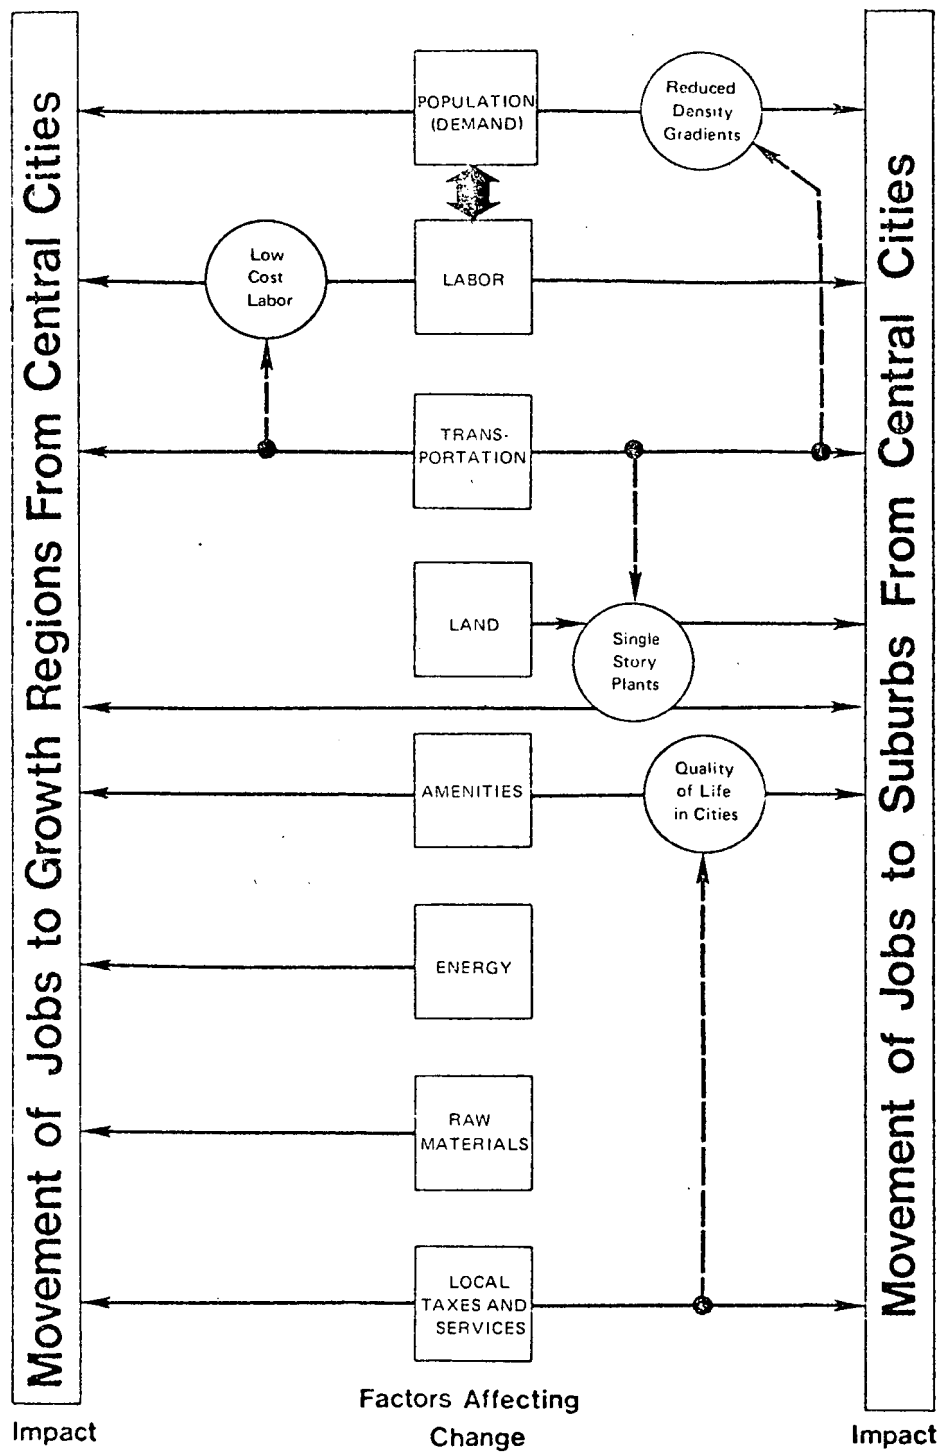 Movement of Jobs to Growth Regions From Central Cities
POPULATION
(DEMAND)
Reduced
Density
Gradients
Low
Cost
Labor
LABOR
TRANS-
PORTATION
LAND
Single
Story
Plants
AMENITIES
Quality
of Life
in Cities
ENERGY
RAW
MATERIALS
LOCAL
TAXES AND
SERVICES
Movement of Jobs to Suburbs From Central Cities
Impact
Factors Affecting
Change
Impact